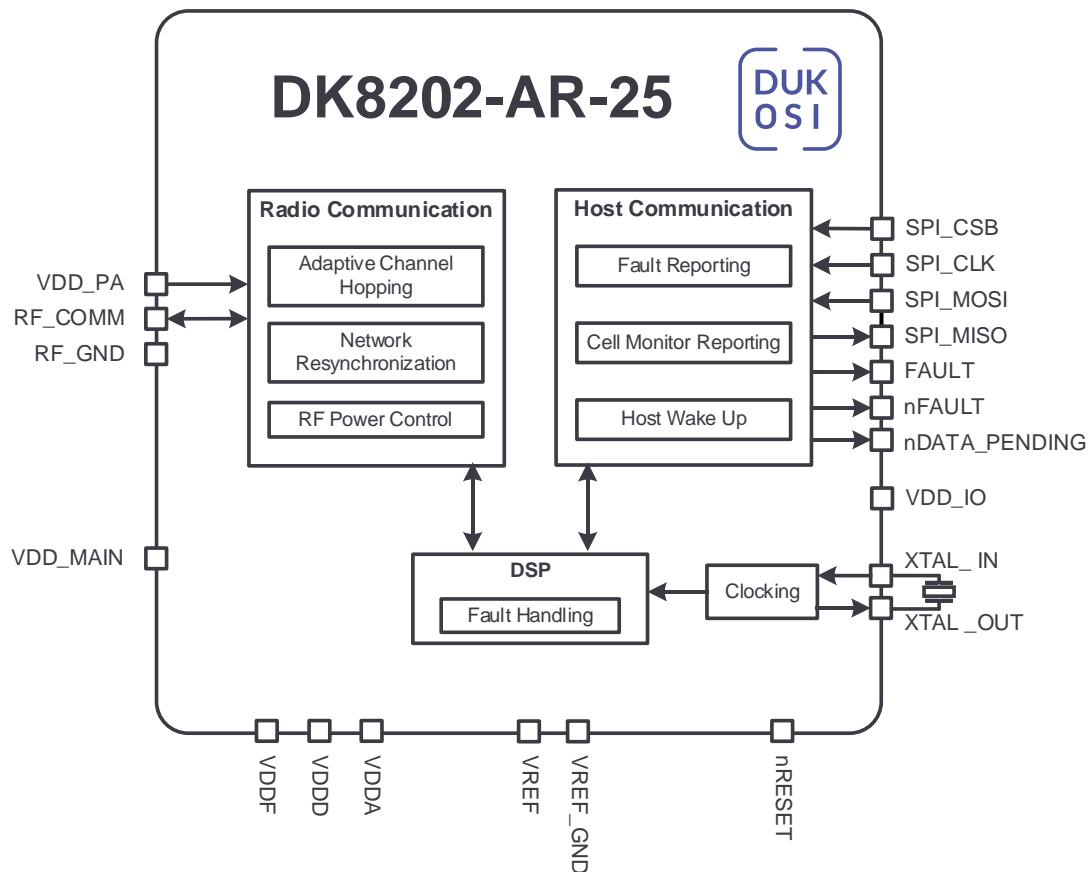 DK8202-AR-25
DUK
OSI
Radio Communication
Adaptive Channel
Hopping
Network
Resynchronization
RF Power Control
Host Communication
Fault Reporting
Cell Monitor Reporting
Host Wake Up
VDD_PA
RF_COMM
RF_GND
VDD_MAIN
SPI_CSB
SPI_CLK
SPI_MOSI
SPI_MISO
FAULT
nFAULT
nDATA_PENDING
VDD_IO
XTAL_ IN
XTAL _OUT
DSP
Fault Handling
Clocking
VDDF
VDDD
VDDA
VREF
VREF_GND
nRESET